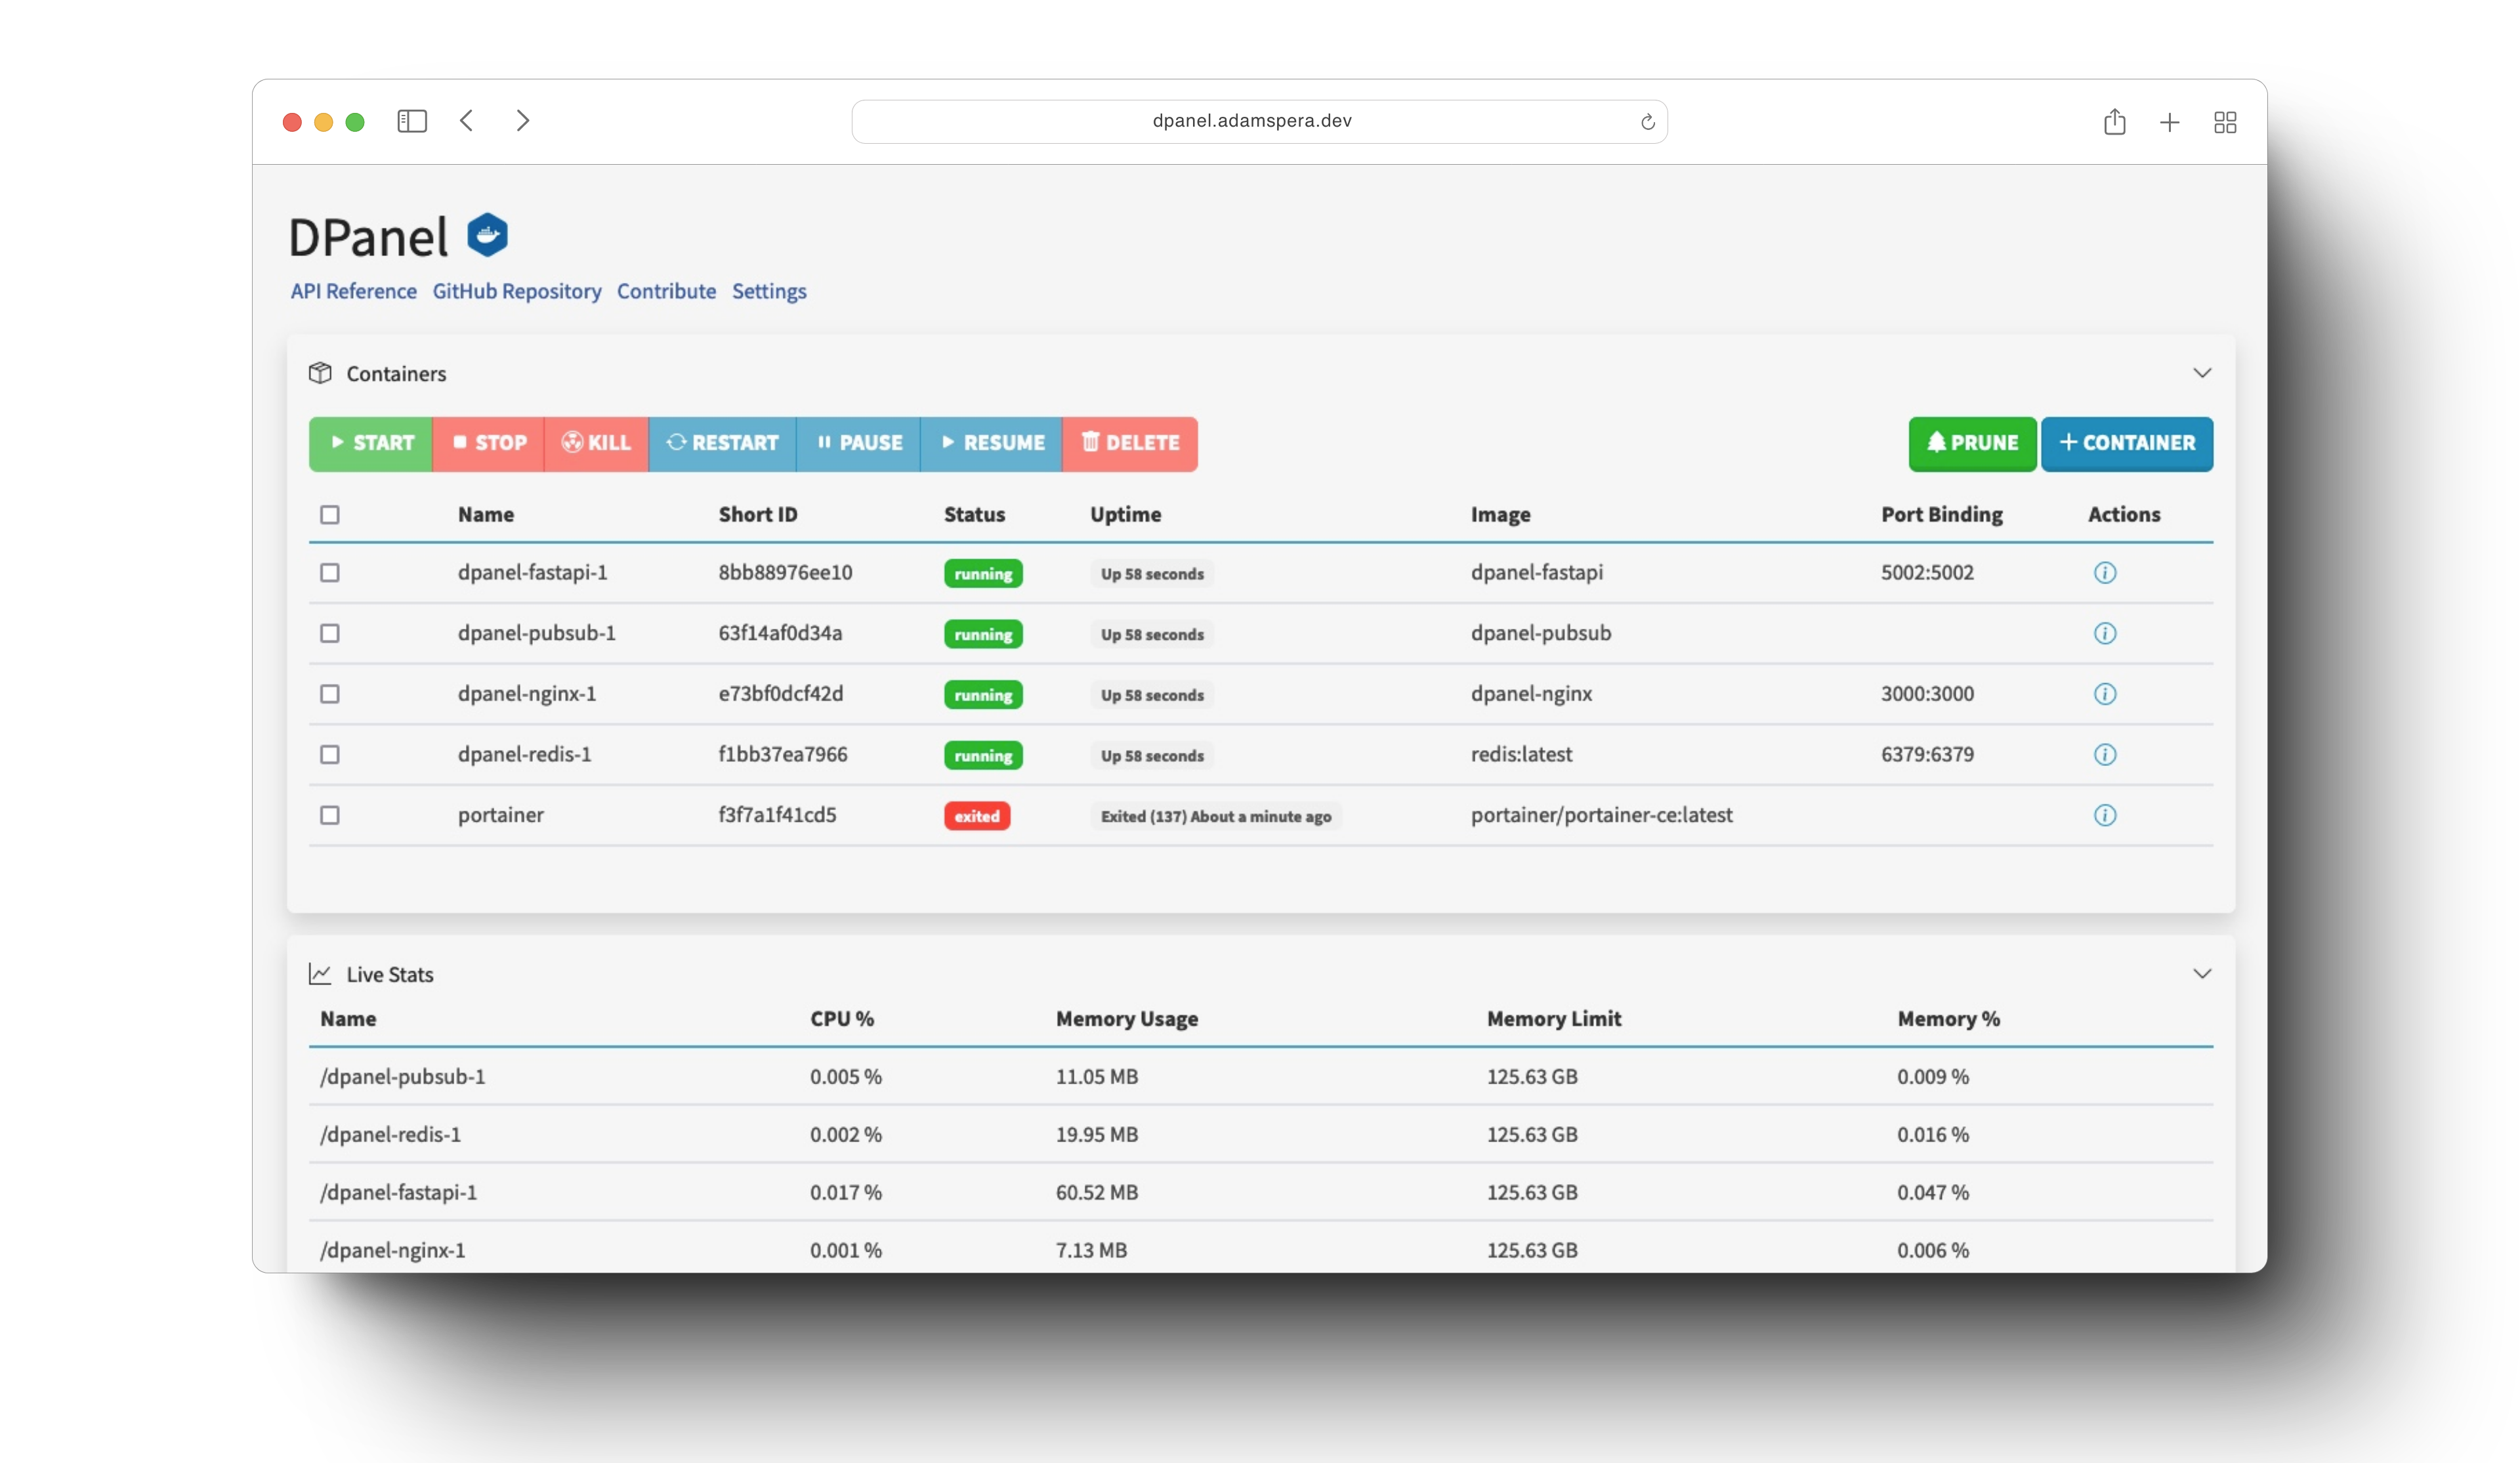 dpanel.adamspera.dev
DPanel
API Reference GitHub Repository Contribute Settings
Containers
START STOP KILL RESTART PAUSE RESUME DELETE PRUNE +CONTAINER
Name Short ID Status Uptime Image Port Binding Actions
dpanel-fastapi-1 8bb88976ee10 running Up 58 seconds dpanel-fastapi 5002:5002
dpanel-pubsub-1 63f14af0d34a running Up 58 seconds dpanel-pubsub
dpanel-nginx-1 e73bf0dcf42d running Up 58 seconds dpanel-nginx 3000:3000
dpanel-redis-1 f1bb37ea7966 running Up 58 seconds redis:latest 6379:6379
portainer f3f7a1f41cd5 exited Exited (137) About a minute ago portainer/portainer-ce:latest
Live Stats
Name CPU % Memory Usage Memory Limit Memory %
/dpanel-pubsub-1 0.005 % 11.05 MB 125.63 GB 0.009 %
/dpanel-redis-1 0.002 % 19.95 MB 125.63 GB 0.016 %
/dpanel-fastapi-1 0.017 % 60.52 MB 125.63 GB 0.047 %
/dpanel-nginx-1 0.001 % 7.13 MB 125.63 GB 0.006 %